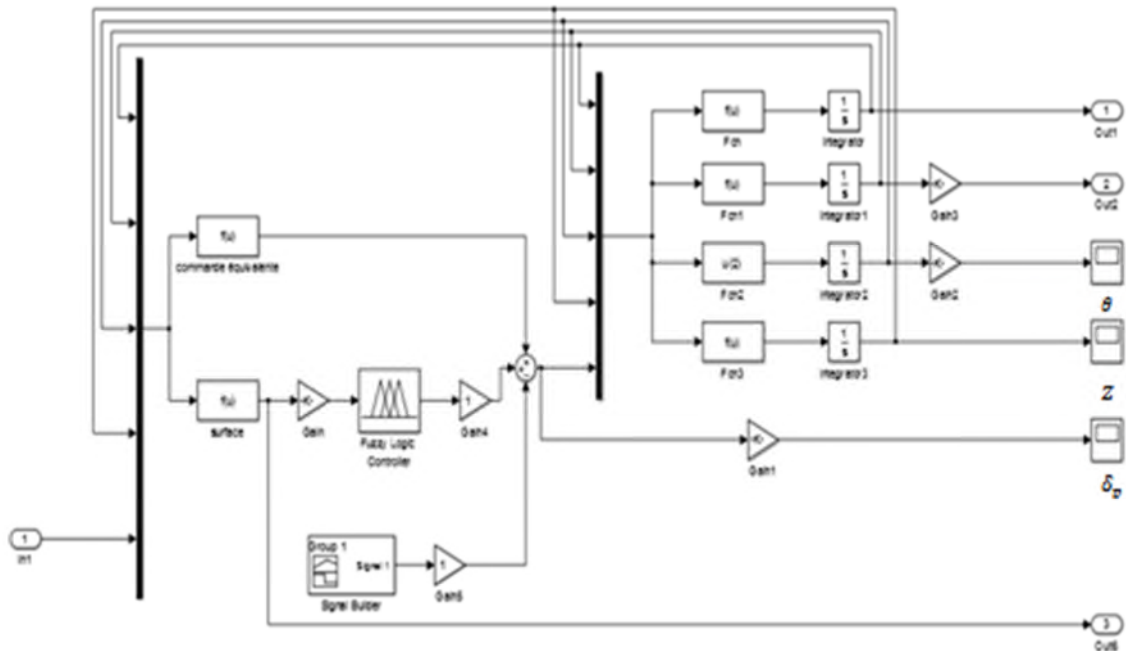 f(u)
Fcn
1
s
Integrator
1
Out1
f(u)
Fcn1
1
s
Integrator1
Gain3
2
Out2
f(u)
commande équivalente
u(2)
Fcn2
1
s
Integrator2
Gain2
θ
f(u)
Fcn3
1
s
Integrator3
Z
f(u)
surface
Gain
Fuzzy Logic
Controller
1
Gain4
Gain1
δ
1
In1
Group 1
Signal 1
Signal Builder
1
Gain5
3